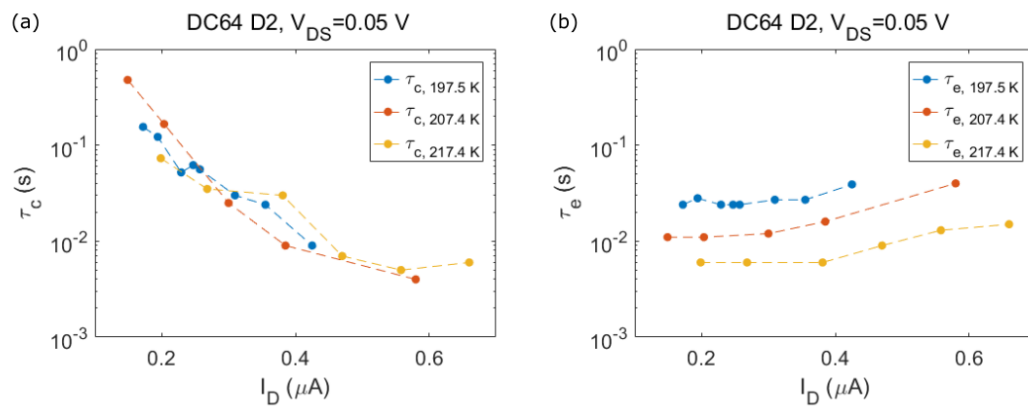 (a)
DC64 D2, V_DS=0.05 V
τ_c (s)
10^0
10^-1
10^-2
10^-3
τ_c, 197.5 K
τ_c, 207.4 K
τ_c, 217.4 K
0.2 0.4 0.6
I_D (μA)
(b)
DC64 D2, V_DS=0.05 V
τ_e (s)
10^0
10^-1
10^-2
10^-3
τ_e, 197.5 K
τ_e, 207.4 K
τ_e, 217.4 K
0.2 0.4 0.6
I_D (μA)